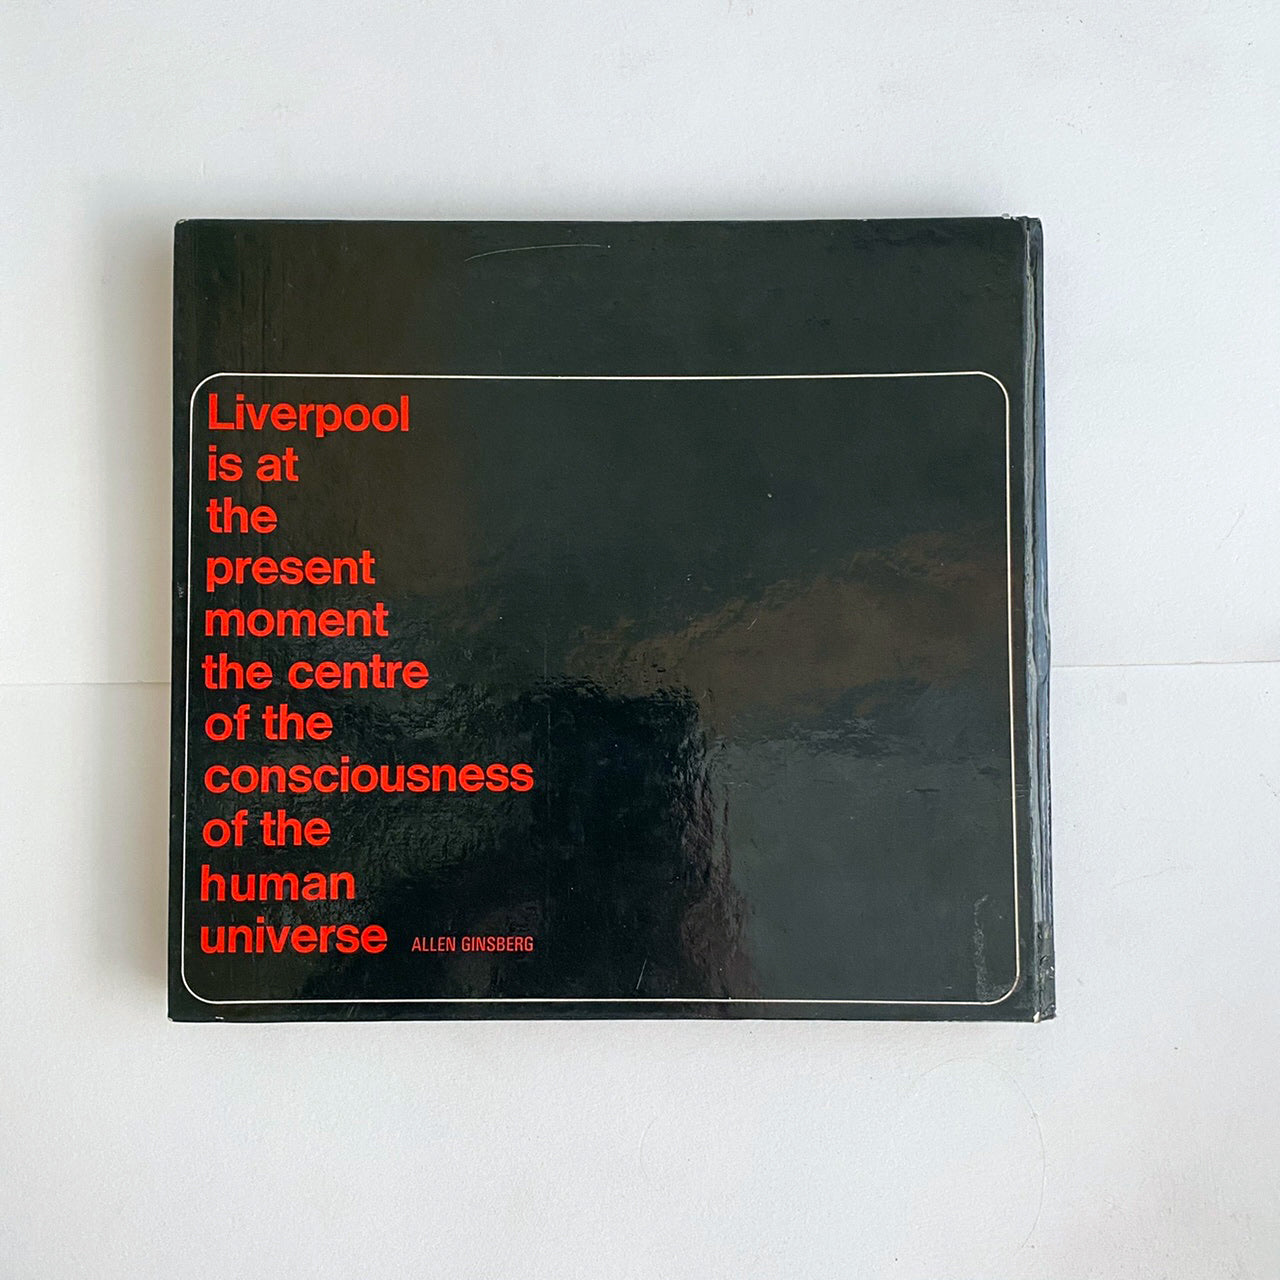 Liverpool
is at
the
present
moment
the centre
of the
consciousness
of the
human
universe ALLEN GINSBERG